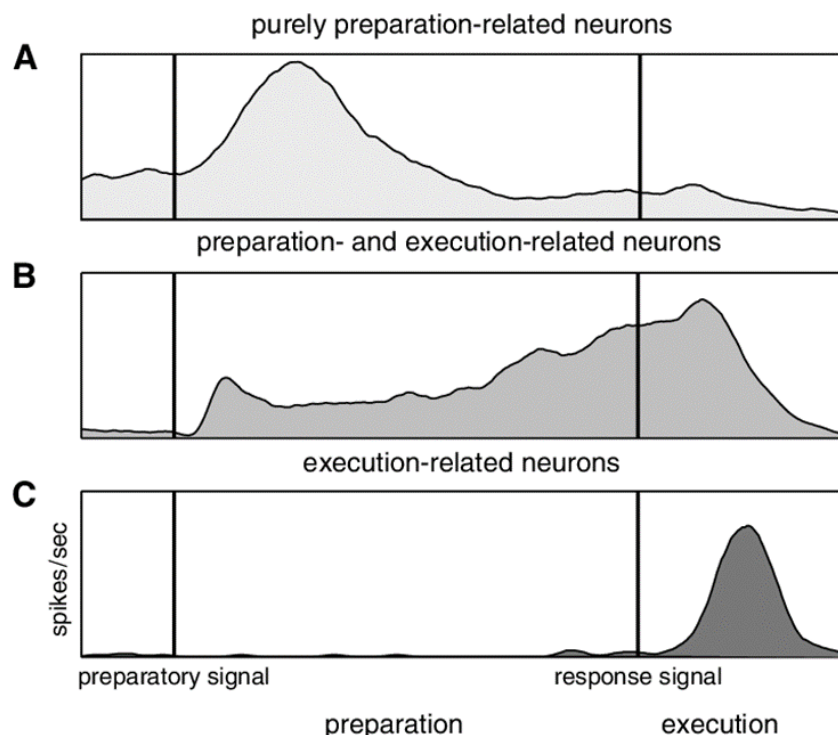 purely preparation-related neurons
A
preparation- and execution-related neurons
B
execution-related neurons
C
spikes/sec
preparatory signal
response signal
preparation
execution